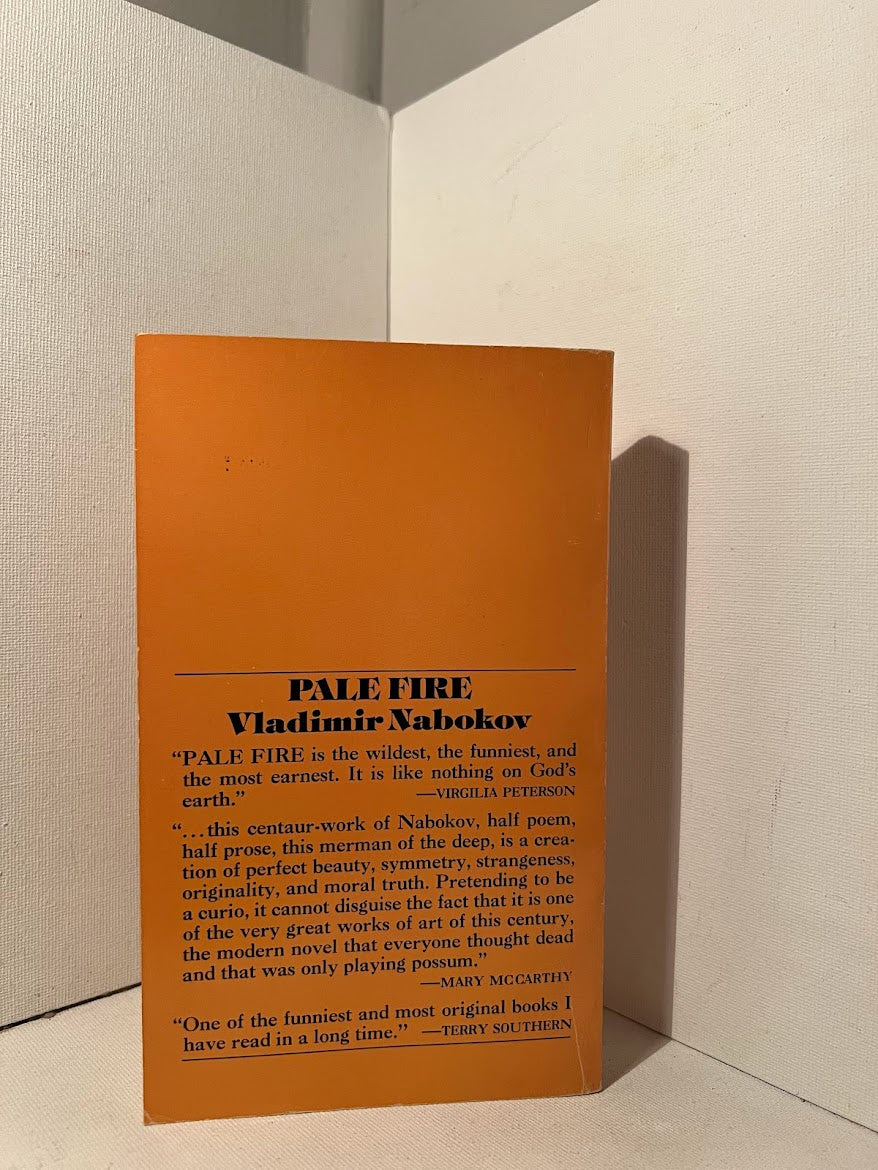 PALE FIRE
Vladimir Nabokov
“PALE FIRE is the wildest, the funniest, and
the most earnest. It is like nothing on God’s
earth.” —VIRGILIA PETERSON
“...this centaur-work of Nabokov, half poem,
half prose, this merman of the deep, is a crea-
tion of perfect beauty, symmetry, strangeness,
originality, and moral truth. Pretending to be
a curio, it cannot disguise the fact that it is one
of the very great works of art of this century,
the modern novel that everyone thought dead
and that was only playing possum.”
—MARY MCCARTHY
“One of the funniest and most original books I
have read in a long time.” —TERRY SOUTHERN